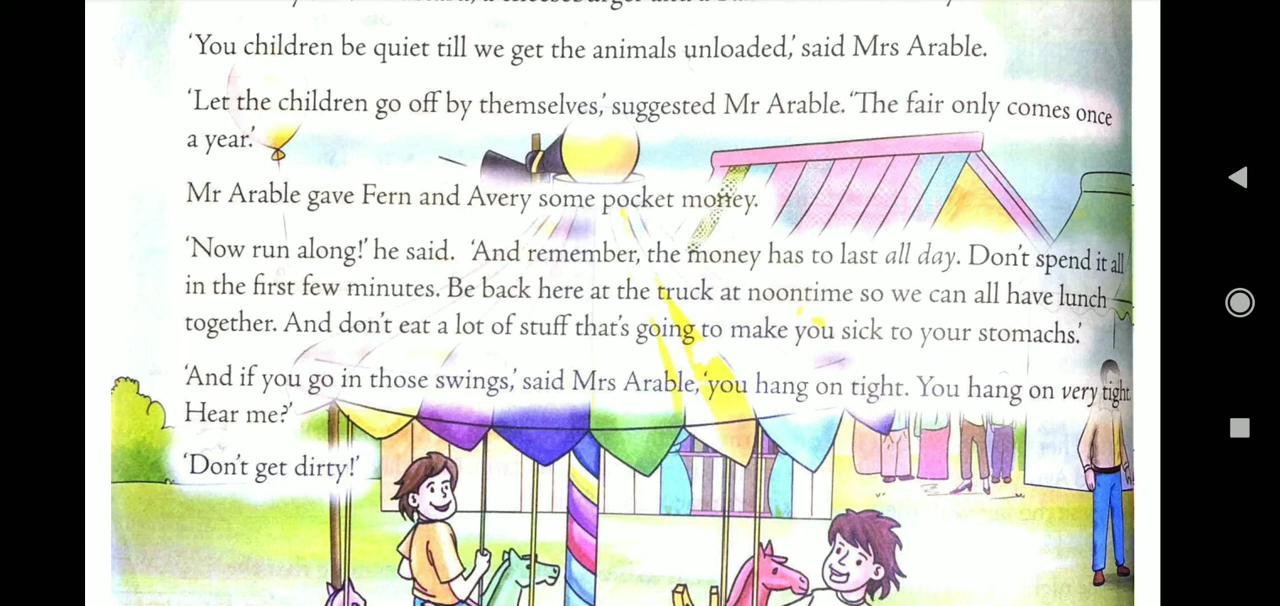 'You children be quiet till we get the animals unloaded,' said Mrs Arable.
'Let the children go off by themselves,' suggested Mr Arable. 'The fair only comes once
a year.'
Mr Arable gave Fern and Avery some pocket money.
'Now run along!' he said. 'And remember, the money has to last all day. Don't spend it all
in the first few minutes. Be back here at the truck at noontime so we can all have lunch
together. And don't eat a lot of stuff that's going to make you sick to your stomachs.'
'And if you go in those swings,' said Mrs Arable, 'you hang on tight. You hang on very tight.
Hear me?'
'Don't get dirty!'